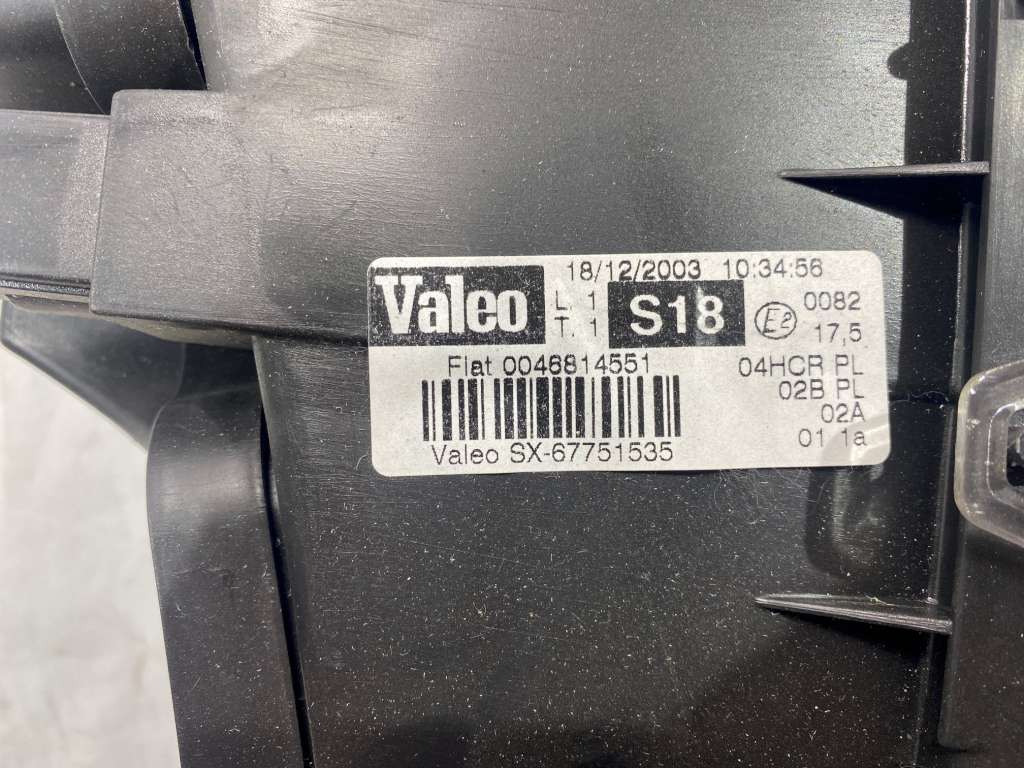 Valeo 18/12/2003 10:34:56
L. 1 S18 E2 0082
T. 1 17,5
Fiat 0046814551 04HCR PL
02B PL
02A
Valeo SX-67751535 01 1a